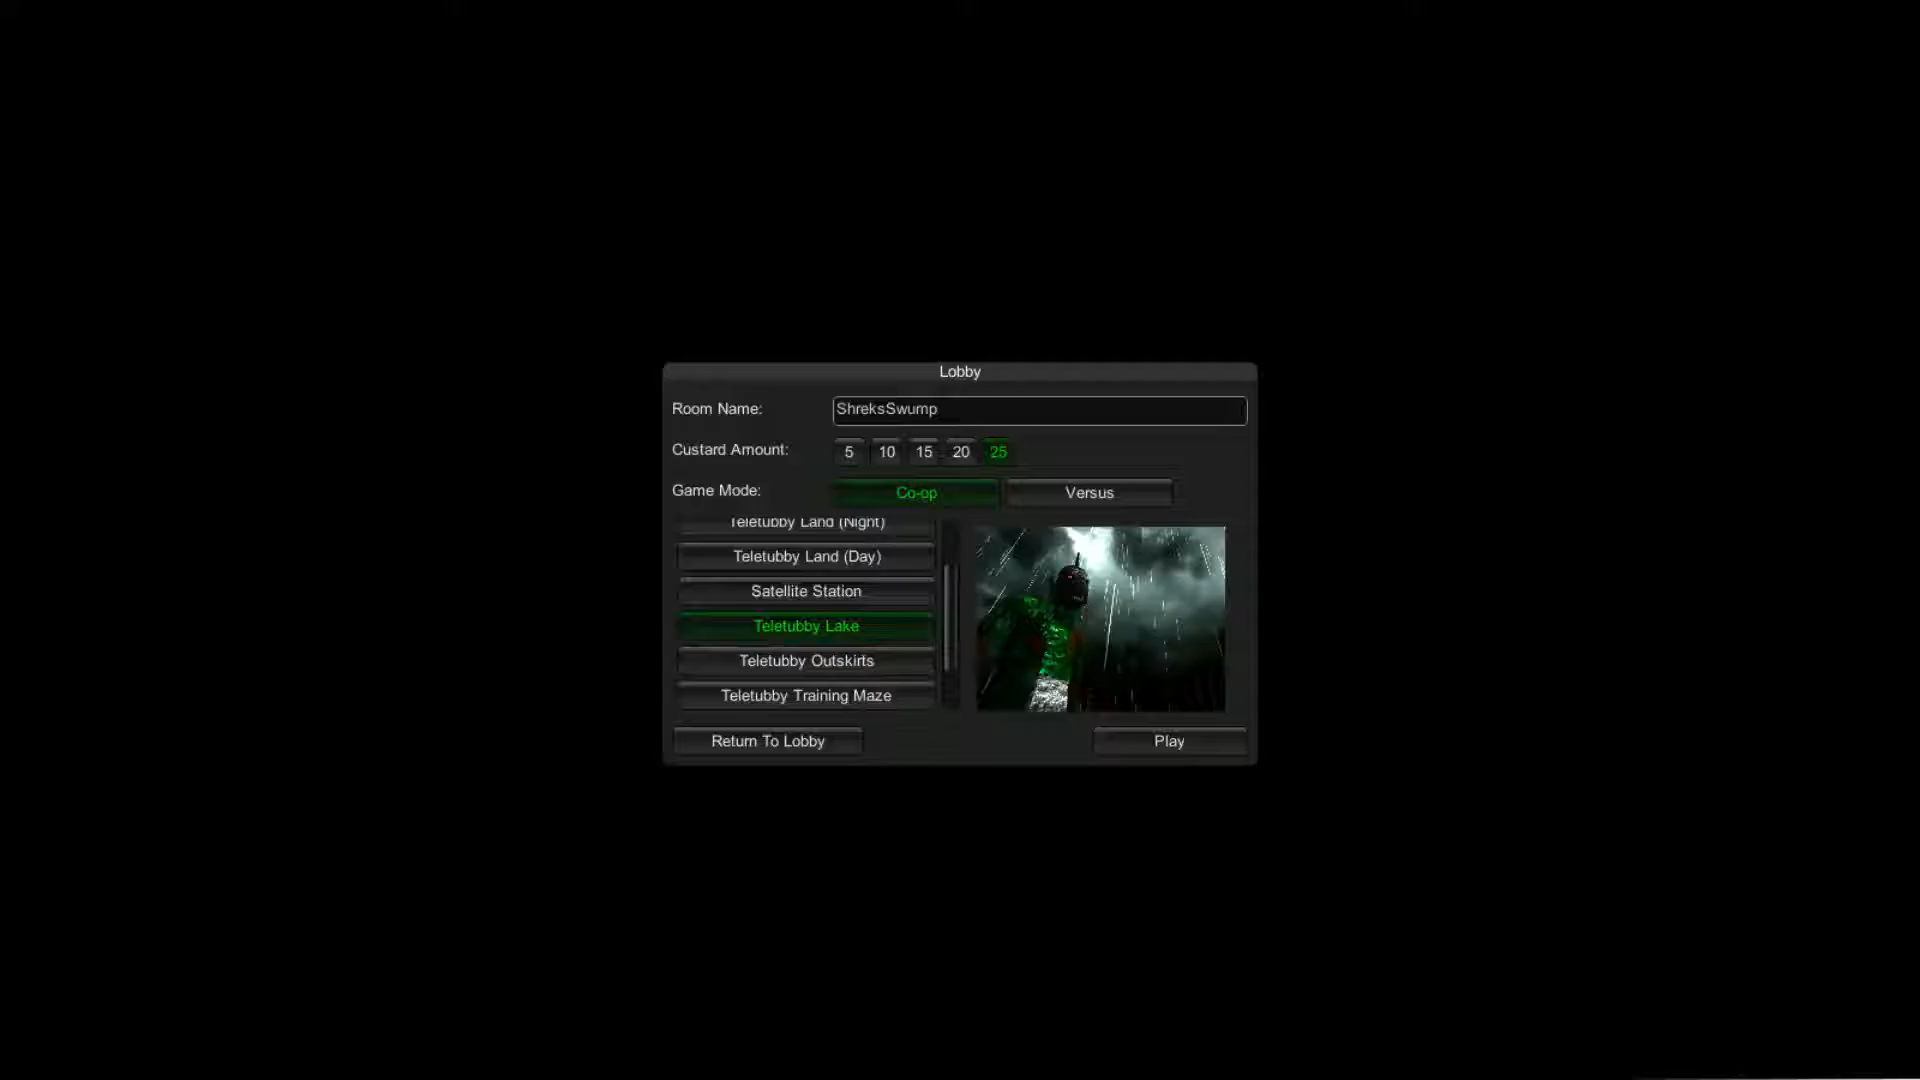 Lobby
Room Name: ShreksSwump
Custard Amount: 5 10 15 20 25
Game Mode: Co-op Versus
Teletubby Land (Night)
Teletubby Land (Day)
Satellite Station
Teletubby Lake
Teletubby Outskirts
Teletubby Training Maze
Return To Lobby Play